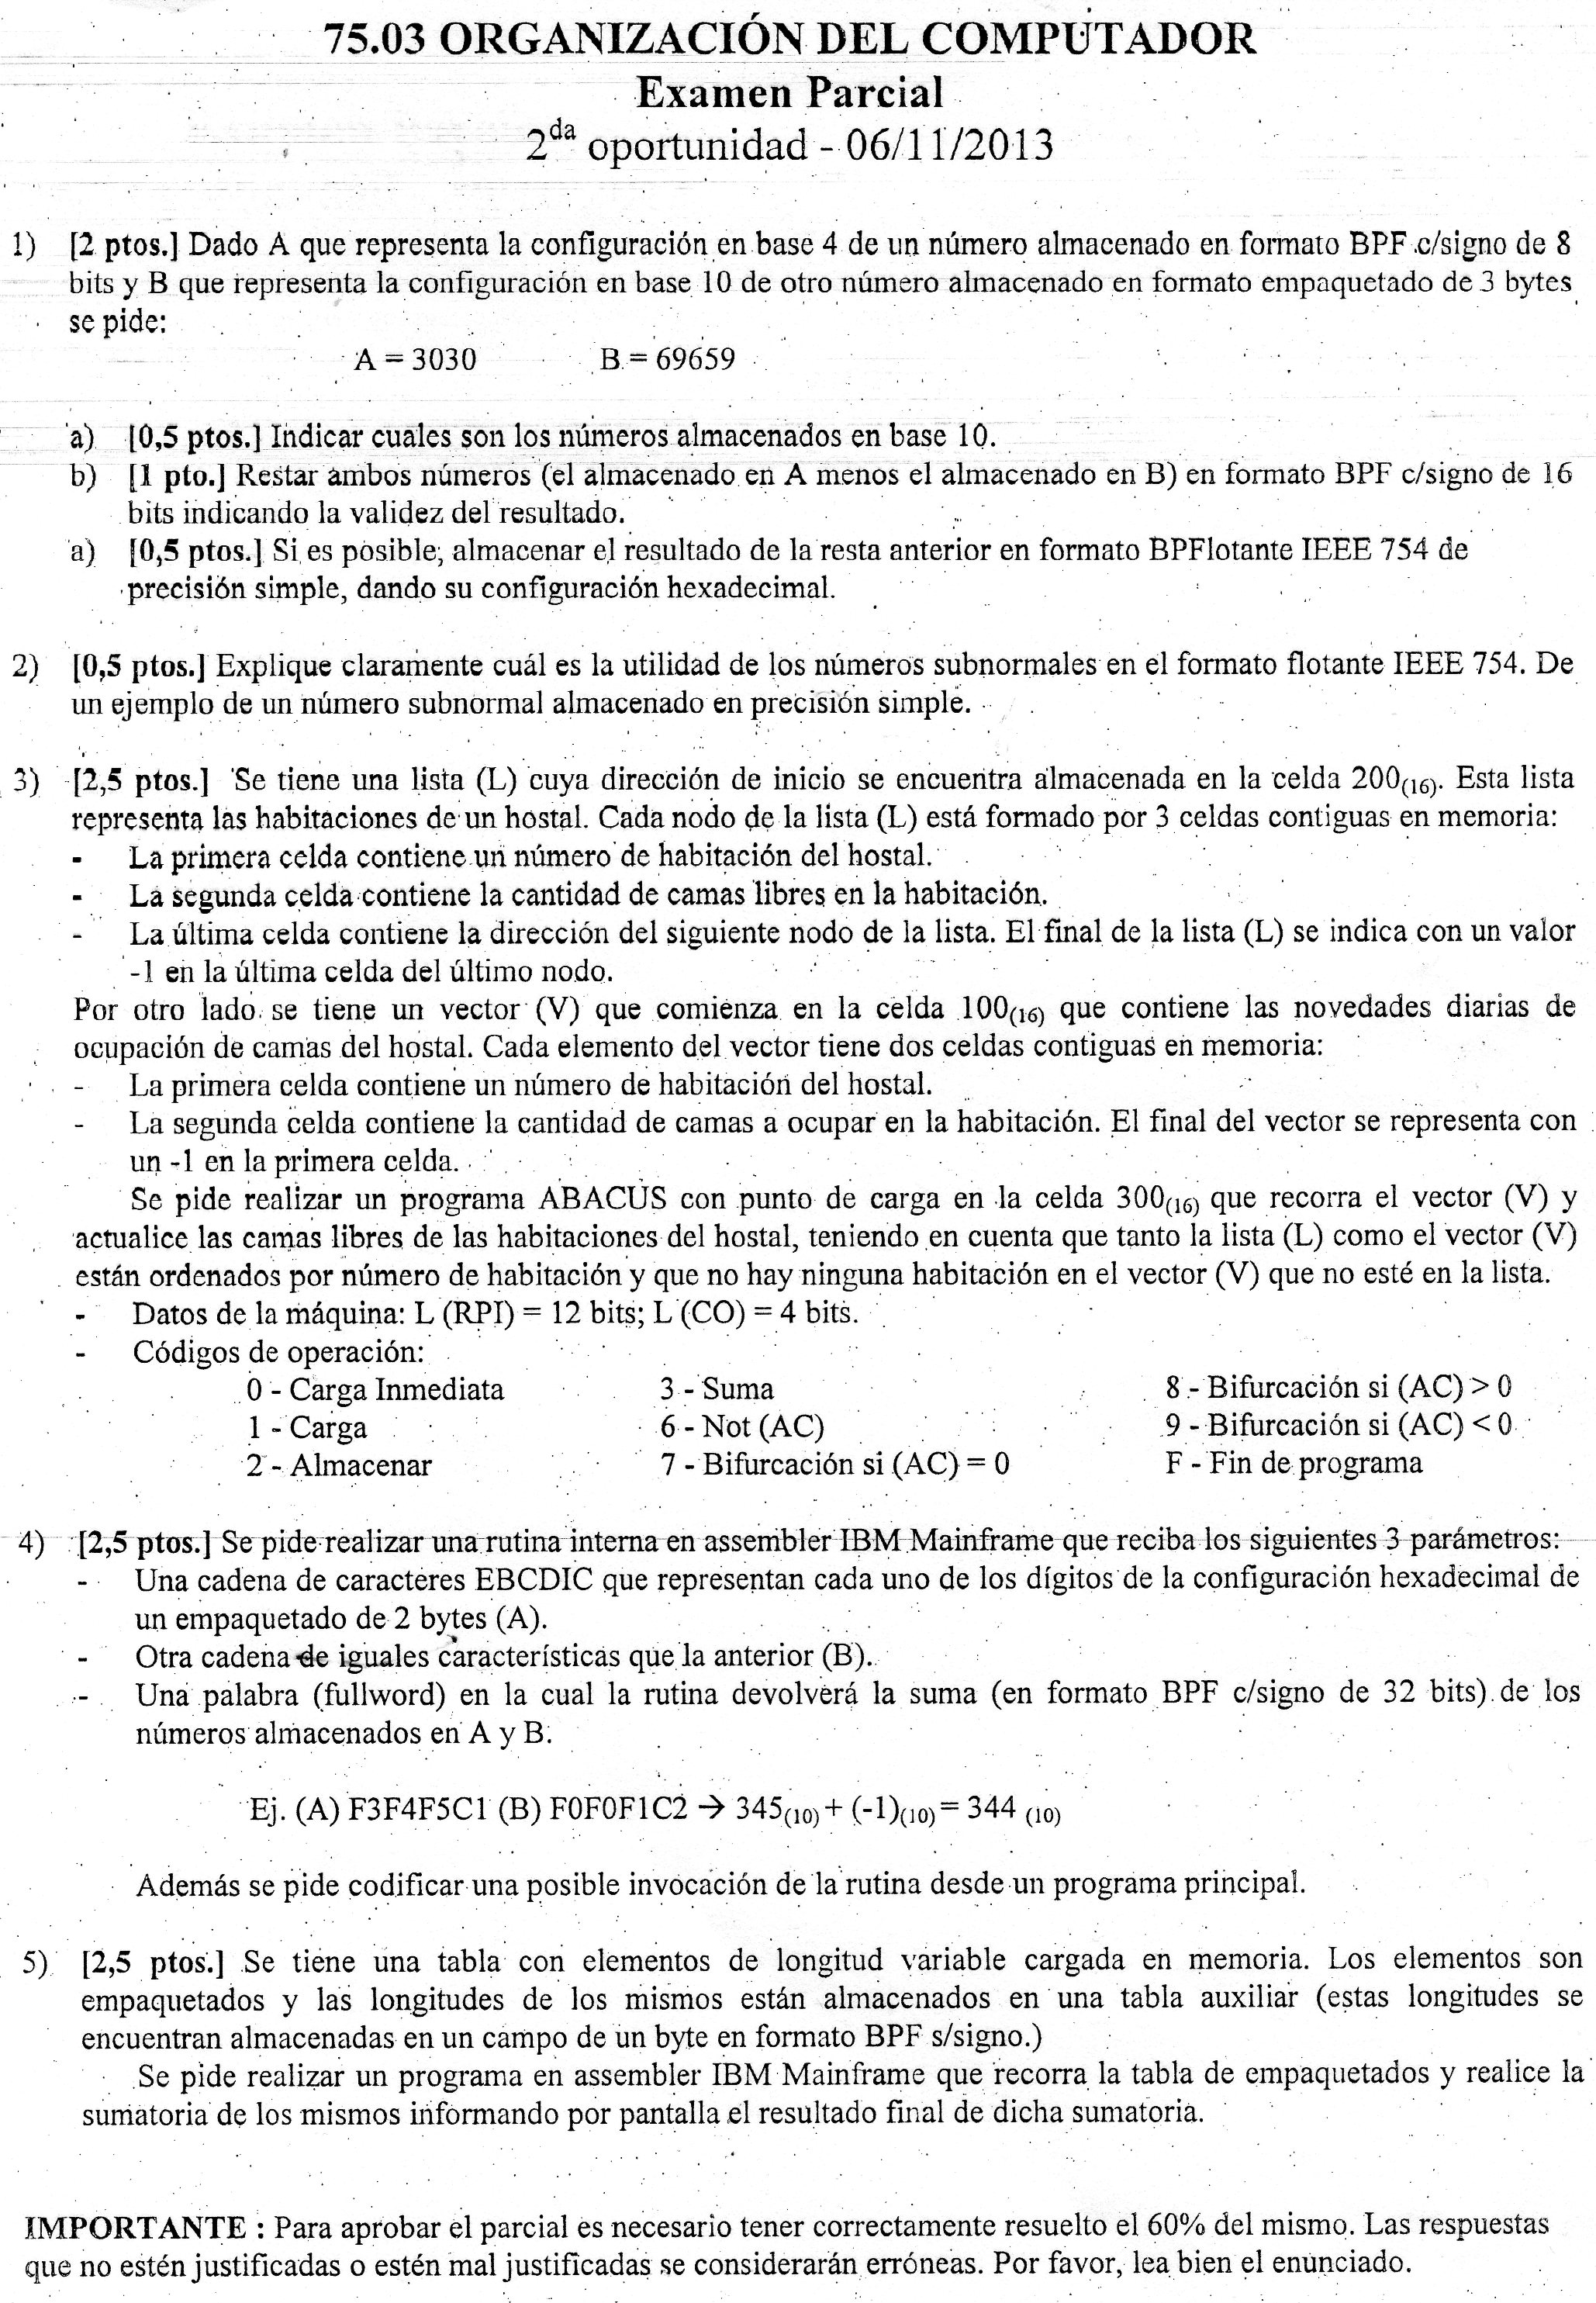 75.03 ORGANIZACIÓN DEL COMPUTADOR
Examen Parcial
2da oportunidad - 06/11/2013
1) [2 ptos.] Dado A que representa la configuración en base 4 de un número almacenado en formato BPF c/signo de 8
bits y B que representa la configuración en base 10 de otro número almacenado en formato empaquetado de 3 bytes
se pide:
A = 3030 B = 69659
a) [0,5 ptos.] Indicar cuales son los números almacenados en base 10.
b) [1 pto.] Restar ambos números (el almacenado en A menos el almacenado en B) en formato BPF c/signo de 16
bits indicando la validez del resultado.
a) [0,5 ptos.] Si es posible, almacenar el resultado de la resta anterior en formato BPFlotante IEEE 754 de
precisión simple, dando su configuración hexadecimal.
2) [0,5 ptos.] Explique claramente cuál es la utilidad de los números subnormales en el formato flotante IEEE 754. De
un ejemplo de un número subnormal almacenado en precisión simple.
3) [2,5 ptos.] Se tiene una lista (L) cuya dirección de inicio se encuentra almacenada en la celda 200(16). Esta lista
representa las habitaciones de un hostal. Cada nodo de la lista (L) está formado por 3 celdas contiguas en memoria:
- La primera celda contiene un número de habitación del hostal.
- La segunda celda contiene la cantidad de camas libres en la habitación.
- La última celda contiene la dirección del siguiente nodo de la lista. El final de la lista (L) se indica con un valor
-1 en la última celda del último nodo.
Por otro lado se tiene un vector (V) que comienza en la celda 100(16) que contiene las novedades diarias de
ocupación de camas del hostal. Cada elemento del vector tiene dos celdas contiguas en memoria:
- La primera celda contiene un número de habitación del hostal.
- La segunda celda contiene la cantidad de camas a ocupar en la habitación. El final del vector se representa con
un -1 en la primera celda.
Se pide realizar un programa ABACUS con punto de carga en la celda 300(16) que recorra el vector (V) y
actualice las camas libres de las habitaciones del hostal, teniendo en cuenta que tanto la lista (L) como el vector (V)
están ordenados por número de habitación y que no hay ninguna habitación en el vector (V) que no esté en la lista.
- Datos de la máquina: L (RPI) = 12 bits; L (CO) = 4 bits.
- Códigos de operación:
0 - Carga Inmediata 3 - Suma 8 - Bifurcación si (AC) > 0
1 - Carga 6 - Not (AC) 9 - Bifurcación si (AC) < 0
2 - Almacenar 7 - Bifurcación si (AC) = 0 F - Fin de programa
4) [2,5 ptos.] Se pide realizar una rutina interna en assembler IBM Mainframe que reciba los siguientes 3 parámetros:
- Una cadena de caracteres EBCDIC que representan cada uno de los dígitos de la configuración hexadecimal de
un empaquetado de 2 bytes (A).
- Otra cadena de iguales características que la anterior (B).
- Una palabra (fullword) en la cual la rutina devolverá la suma (en formato BPF c/signo de 32 bits) de los
números almacenados en A y B.
Ej. (A) F3F4F5C1 (B) F0F0F1C2 → 345(10) + (-1)(10) = 344 (10)
Además se pide codificar una posible invocación de la rutina desde un programa principal.
5) [2,5 ptos.] Se tiene una tabla con elementos de longitud variable cargada en memoria. Los elementos son
empaquetados y las longitudes de los mismos están almacenados en una tabla auxiliar (estas longitudes se
encuentran almacenadas en un campo de un byte en formato BPF s/signo.)
Se pide realizar un programa en assembler IBM Mainframe que recorra la tabla de empaquetados y realice la
sumatoria de los mismos informando por pantalla el resultado final de dicha sumatoria.
IMPORTANTE : Para aprobar el parcial es necesario tener correctamente resuelto el 60% del mismo. Las respuestas
que no estén justificadas o estén mal justificadas se considerarán erróneas. Por favor, lea bien el enunciado.